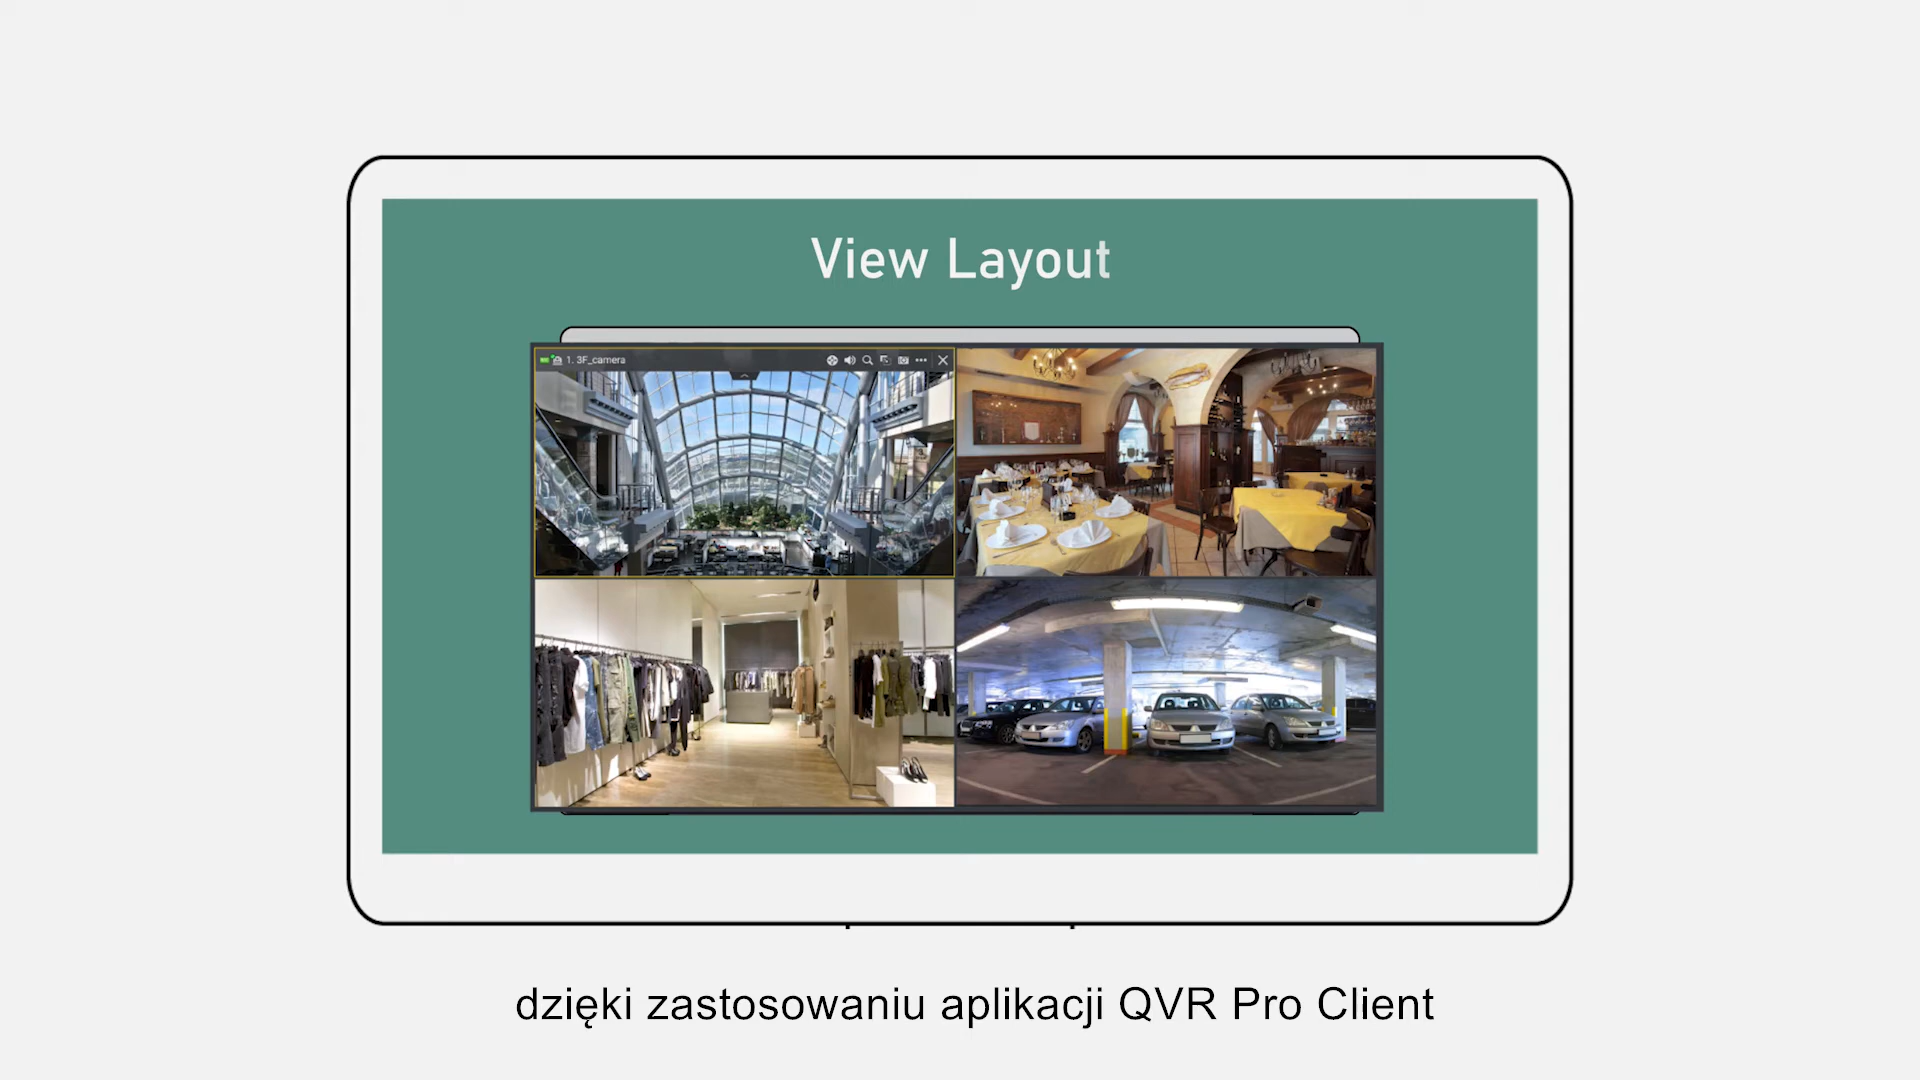 View Layout
1. 3F_camera
dzięki zastosowaniu aplikacji QVR Pro Client